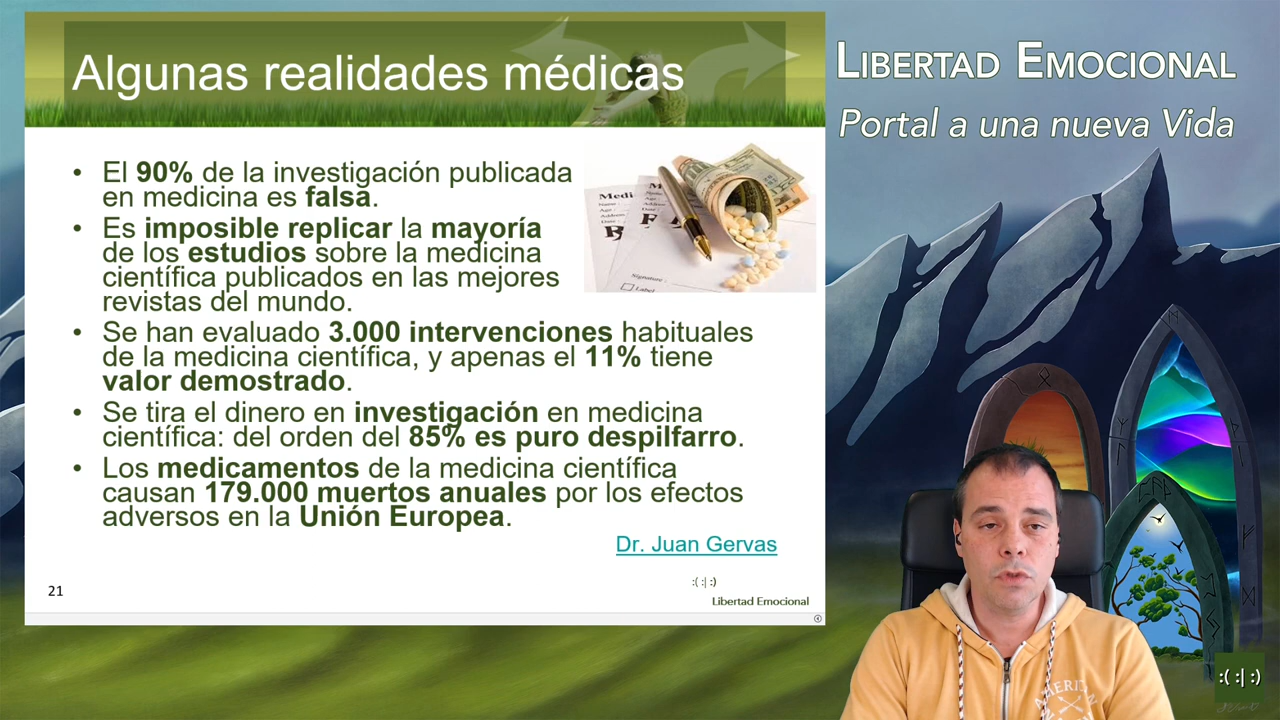 Algunas realidades médicas
• El 90% de la investigación publicada
en medicina es falsa.
• Es imposible replicar la mayoría
de los estudios sobre la medicina
científica publicados en las mejores
revistas del mundo.
• Se han evaluado 3.000 intervenciones habituales
de la medicina científica, y apenas el 11% tiene
valor demostrado.
• Se tira el dinero en investigación en medicina
científica: del orden del 85% es puro despilfarro.
• Los medicamentos de la medicina científica
causan 179.000 muertos anuales por los efectos
adversos en la Unión Europea.
Dr. Juan Gervas
21
:( :| :)
Libertad Emocional
LIBERTAD EMOCIONAL
Portal a una nueva Vida
Signature
Label
:( :| :)